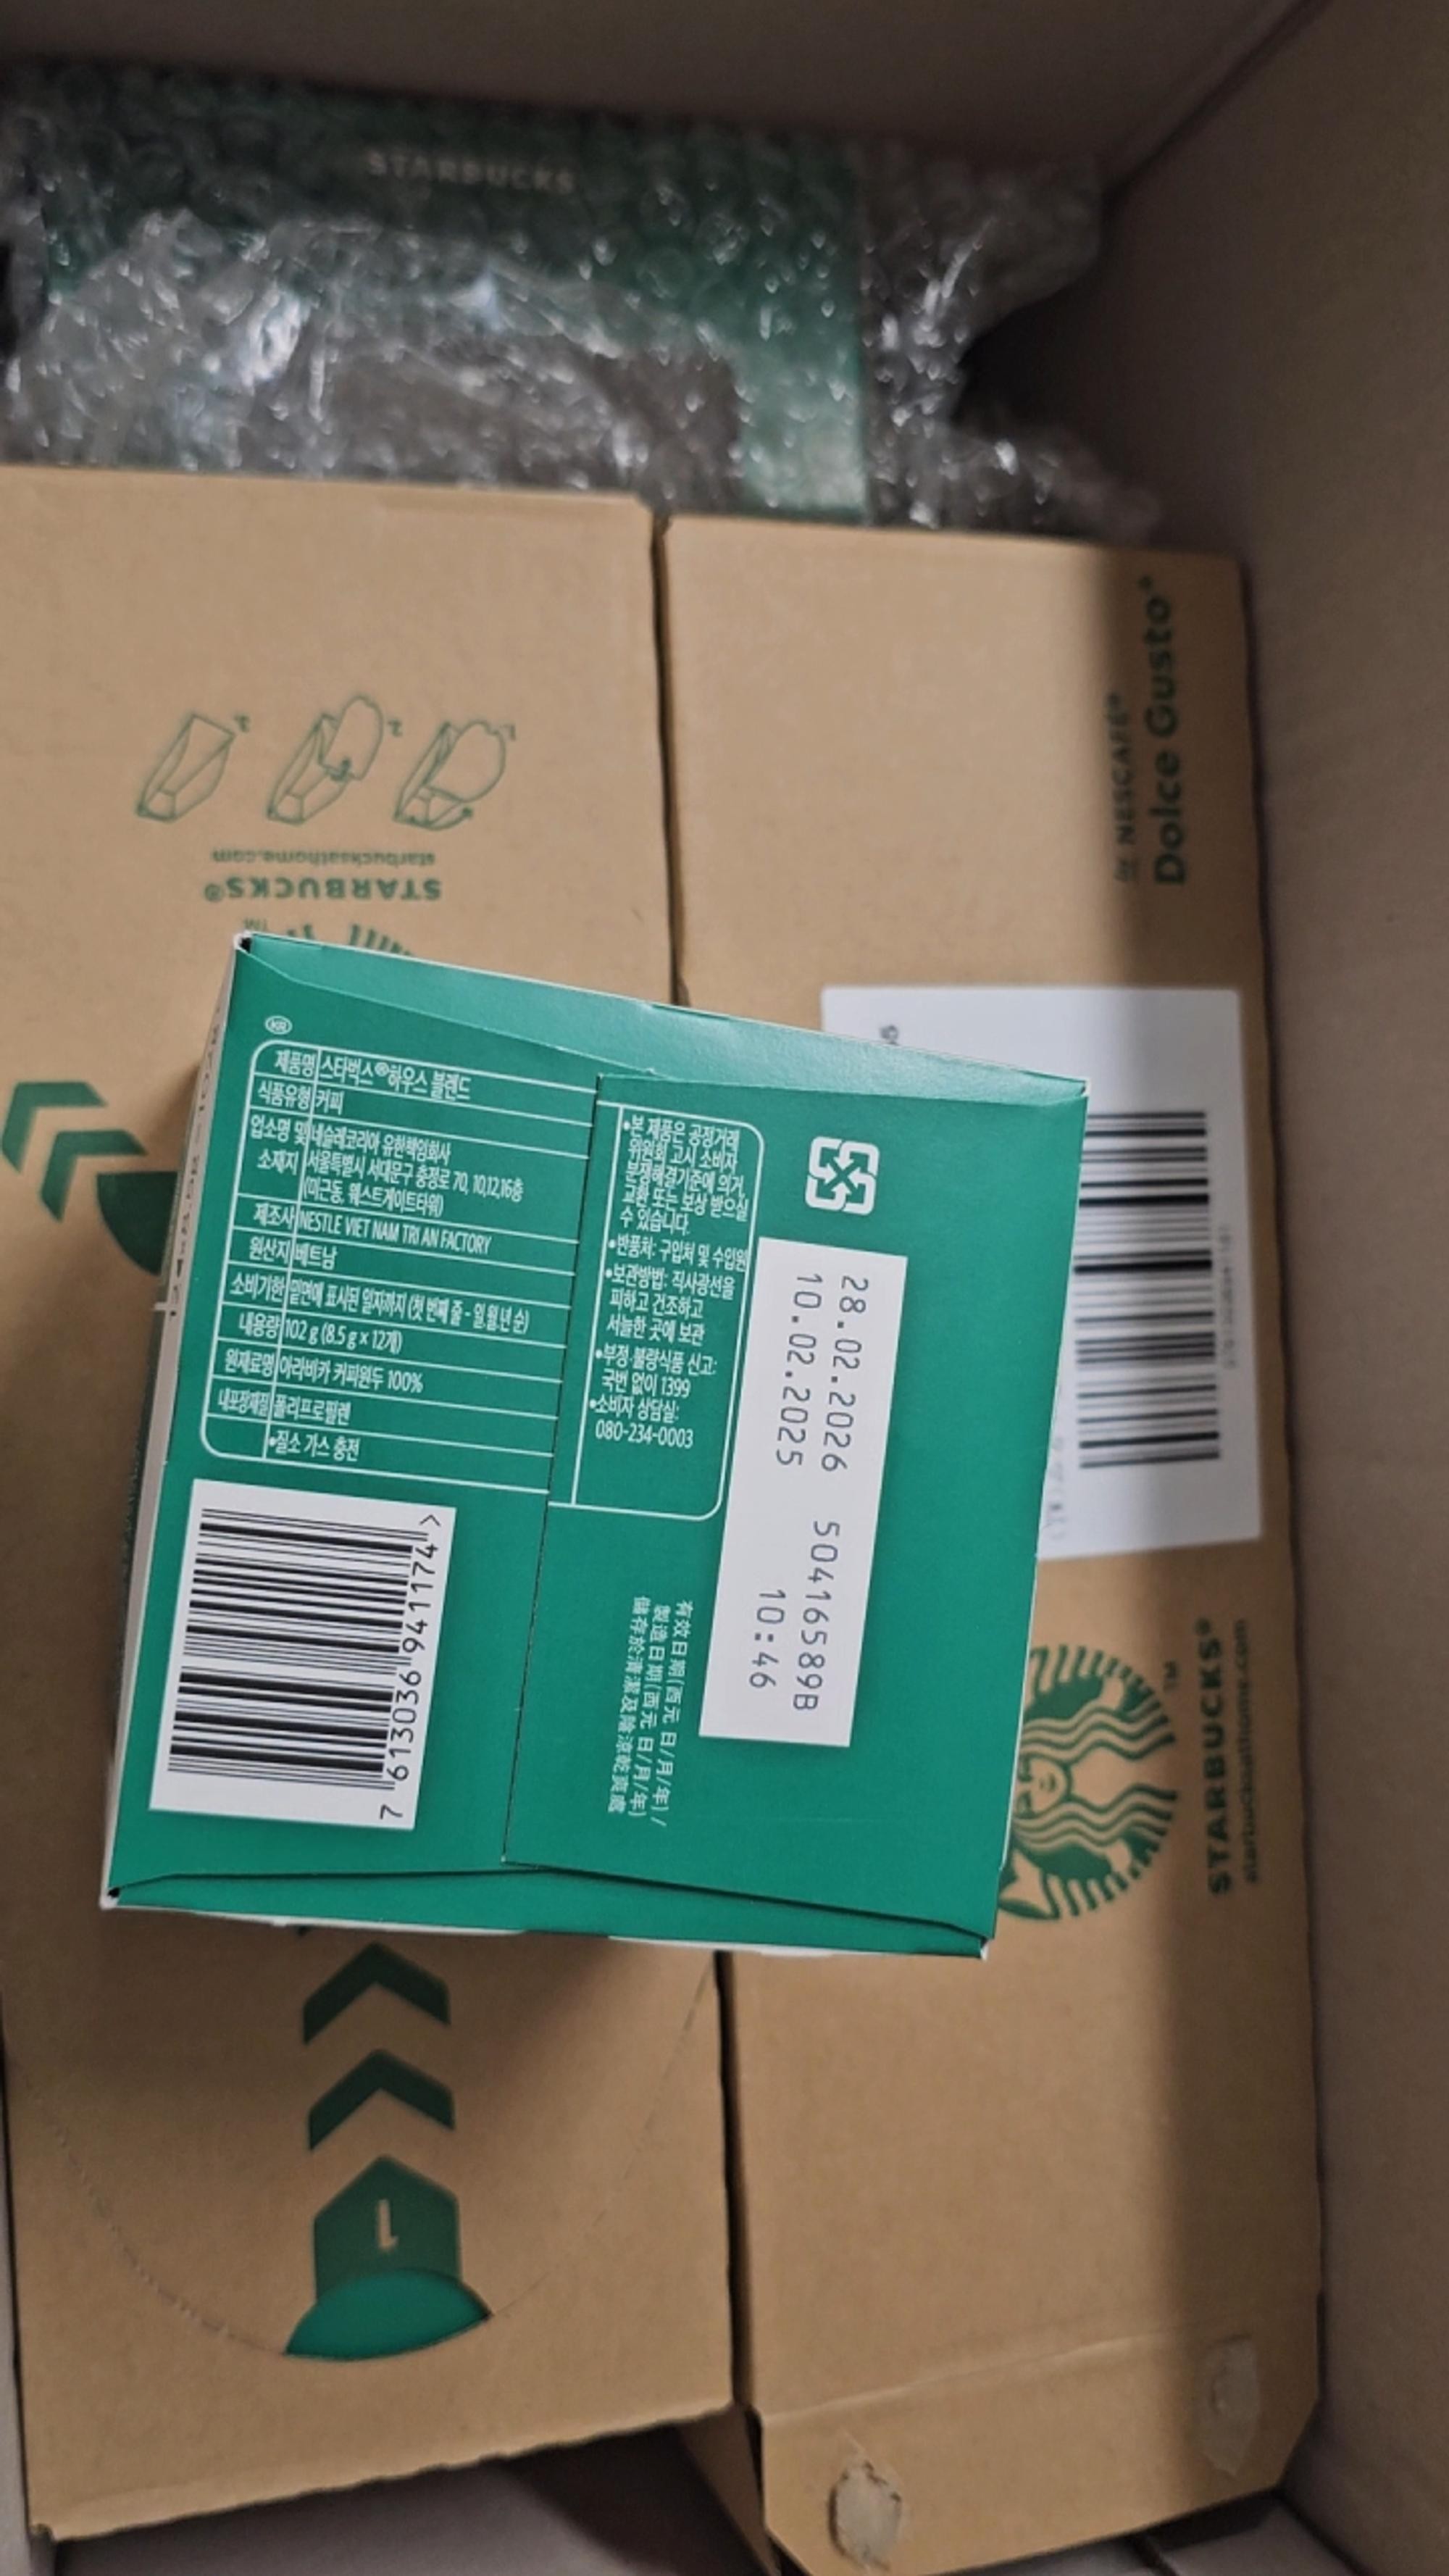 STARBUCKS
by NESCAFÉ®
Dolce Gusto®
3
2
1
starbucksathome.com
STARBUCKS®
TM
KR
제품명 스타벅스®하우스 블렌드
식품유형 커피
업소명 및 네슬레코리아 유한책임회사
소재지 서울특별시 서대문구 충정로 70, 10,12,16층
(미근동, 웨스트게이트타워)
제조사 NESTLE VIET NAM TRI AN FACTORY
원산지 베트남
소비기한 밑면에 표시된 일자까지 (첫 번째 줄 - 일.월.년 순)
내용량 102 g (8.5 g × 12개)
원재료명 아라비카 커피원두 100%
내포장재질 폴리프로필렌
•질소 가스 충전
•본 제품은 공정거래
위원회 고시 소비자
분쟁해결기준에 의거
교환 또는 보상 받으실
수 있습니다.
•반품처: 구입처 및 수입원
•보관방법: 직사광선을
피하고 건조하고
서늘한 곳에 보관
•부정·불량식품 신고:
국번 없이 1399
•소비자 상담실:
080-234-0003
28.02.2026 50416589B
10.02.2025 10:46
有效日期(西元 日/月/年) /
製造日期(西元 日/月/年)
儲存於清潔及陰涼乾爽處
7 613036 941174 >
TM
STARBUCKS®
starbucksathome.com
1